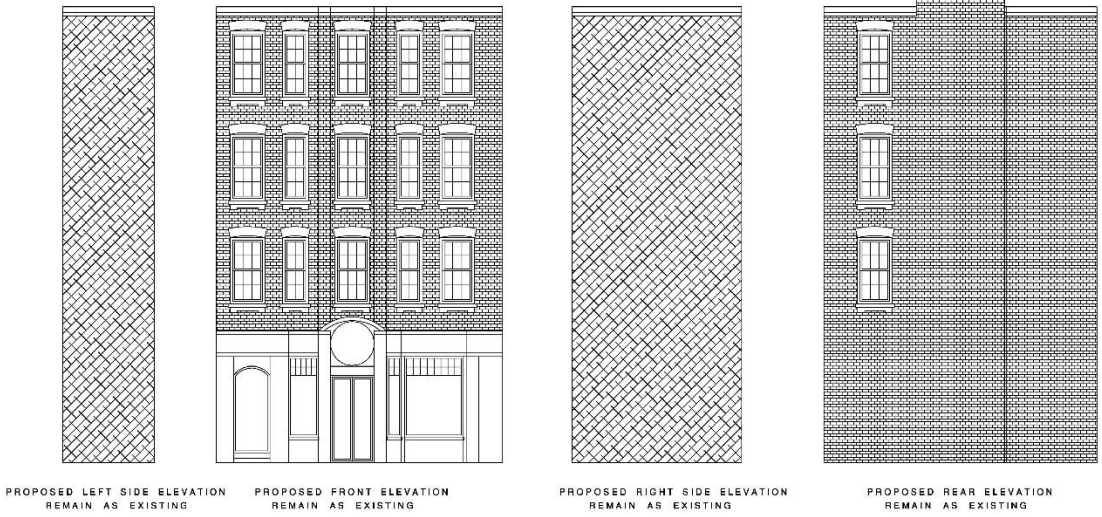 PROPOSED LEFT SIDE ELEVATION
REMAIN AS EXISTING
PROPOSED FRONT ELEVATION
REMAIN AS EXISTING
PROPOSED RIGHT SIDE ELEVATION
REMAIN AS EXISTING
PROPOSED REAR ELEVATION
REMAIN AS EXISTING